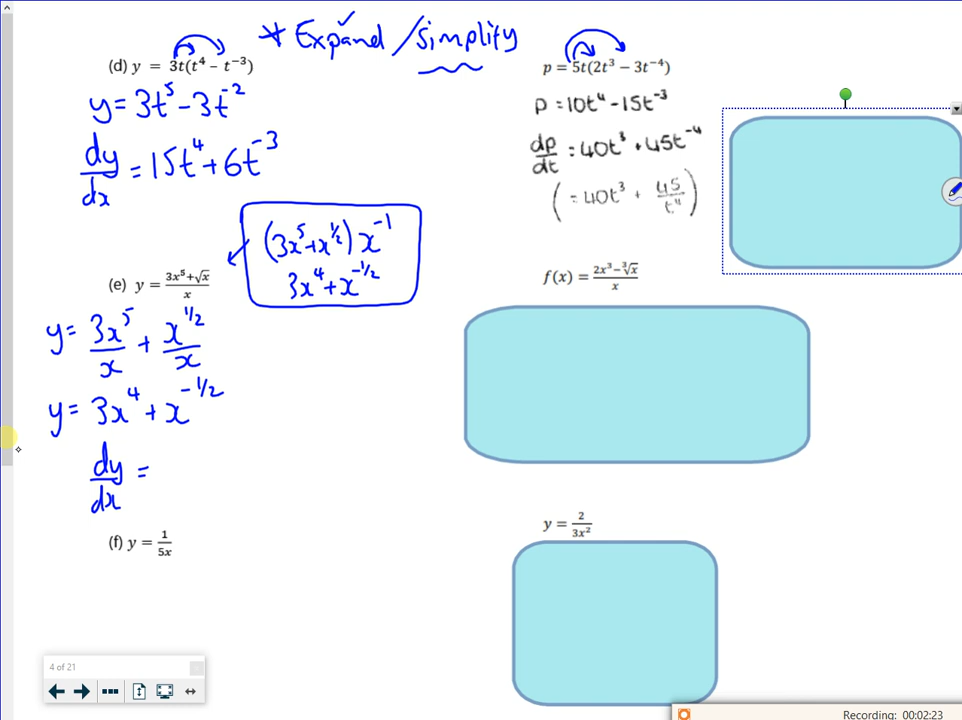 * Expand / Simplify
(d) y = 3t(t⁴ − t⁻³)
y = 3t⁵ − 3t⁻²
dy/dx = 15t⁴ + 6t⁻³
(3x⁵ + x^½) x⁻¹
3x⁴ + x^-½
(e) y = (3x⁵ + √x)/x
y = 3x⁵/x + x^1/2/x
y = 3x⁴ + x^-1/2
dy/dx =
(f) y = 1/5x
p = 5t(2t³ − 3t⁻⁴)
p = 10t⁴ − 15t⁻³
dp/dt = 40t³ + 45t⁻⁴
( = 40t³ + 45/t⁴ )
f(x) = (2x³ − ∛x)/x
y = 2/3x²
4 of 21
Recording: 00:02:23